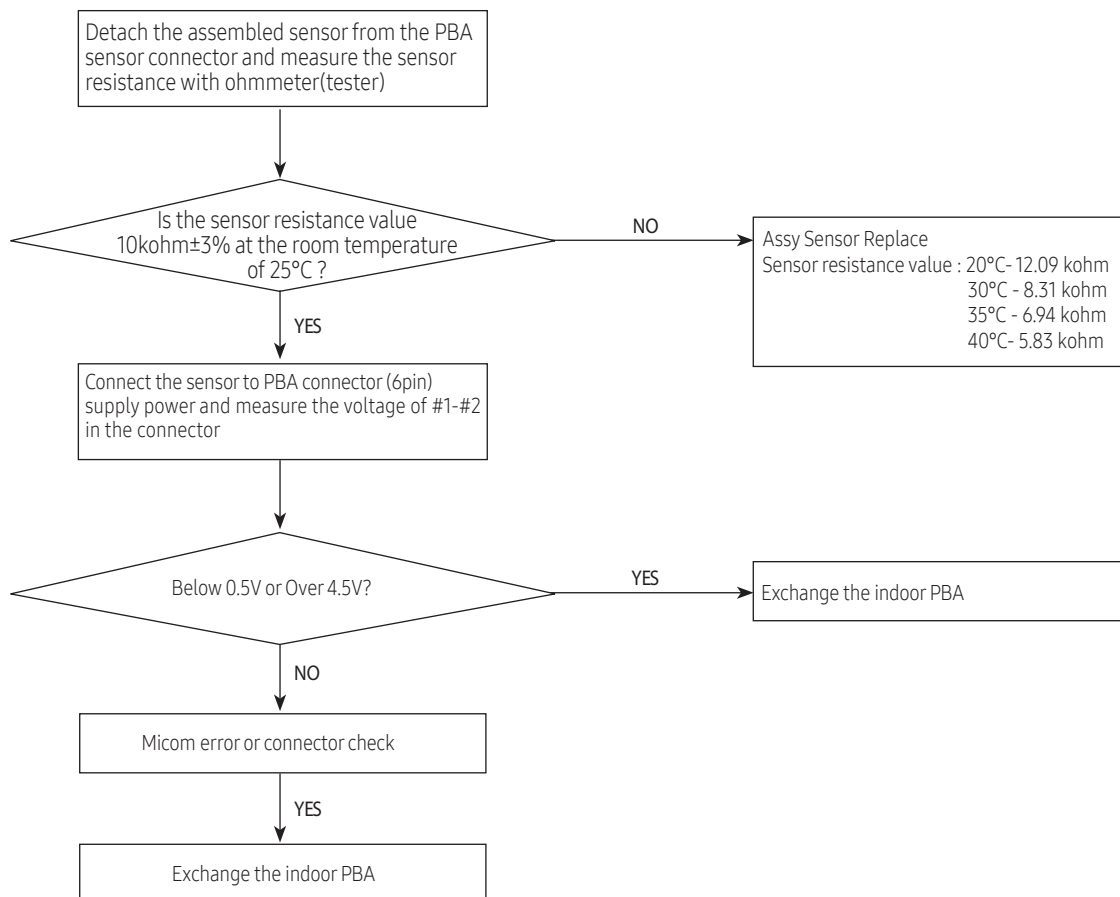 Detach the assembled sensor from the PBA
sensor connector and measure the sensor
resistance with ohmmeter(tester)
Is the sensor resistance value
10kohm±3% at the room temperature
of 25°C ?
NO
Assy Sensor Replace
Sensor resistance value : 20°C- 12.09 kohm
30°C - 8.31 kohm
35°C - 6.94 kohm
40°C- 5.83 kohm
YES
Connect the sensor to PBA connector (6pin)
supply power and measure the voltage of #1-#2
in the connector
Below 0.5V or Over 4.5V?
YES
Exchange the indoor PBA
NO
Micom error or connector check
YES
Exchange the indoor PBA